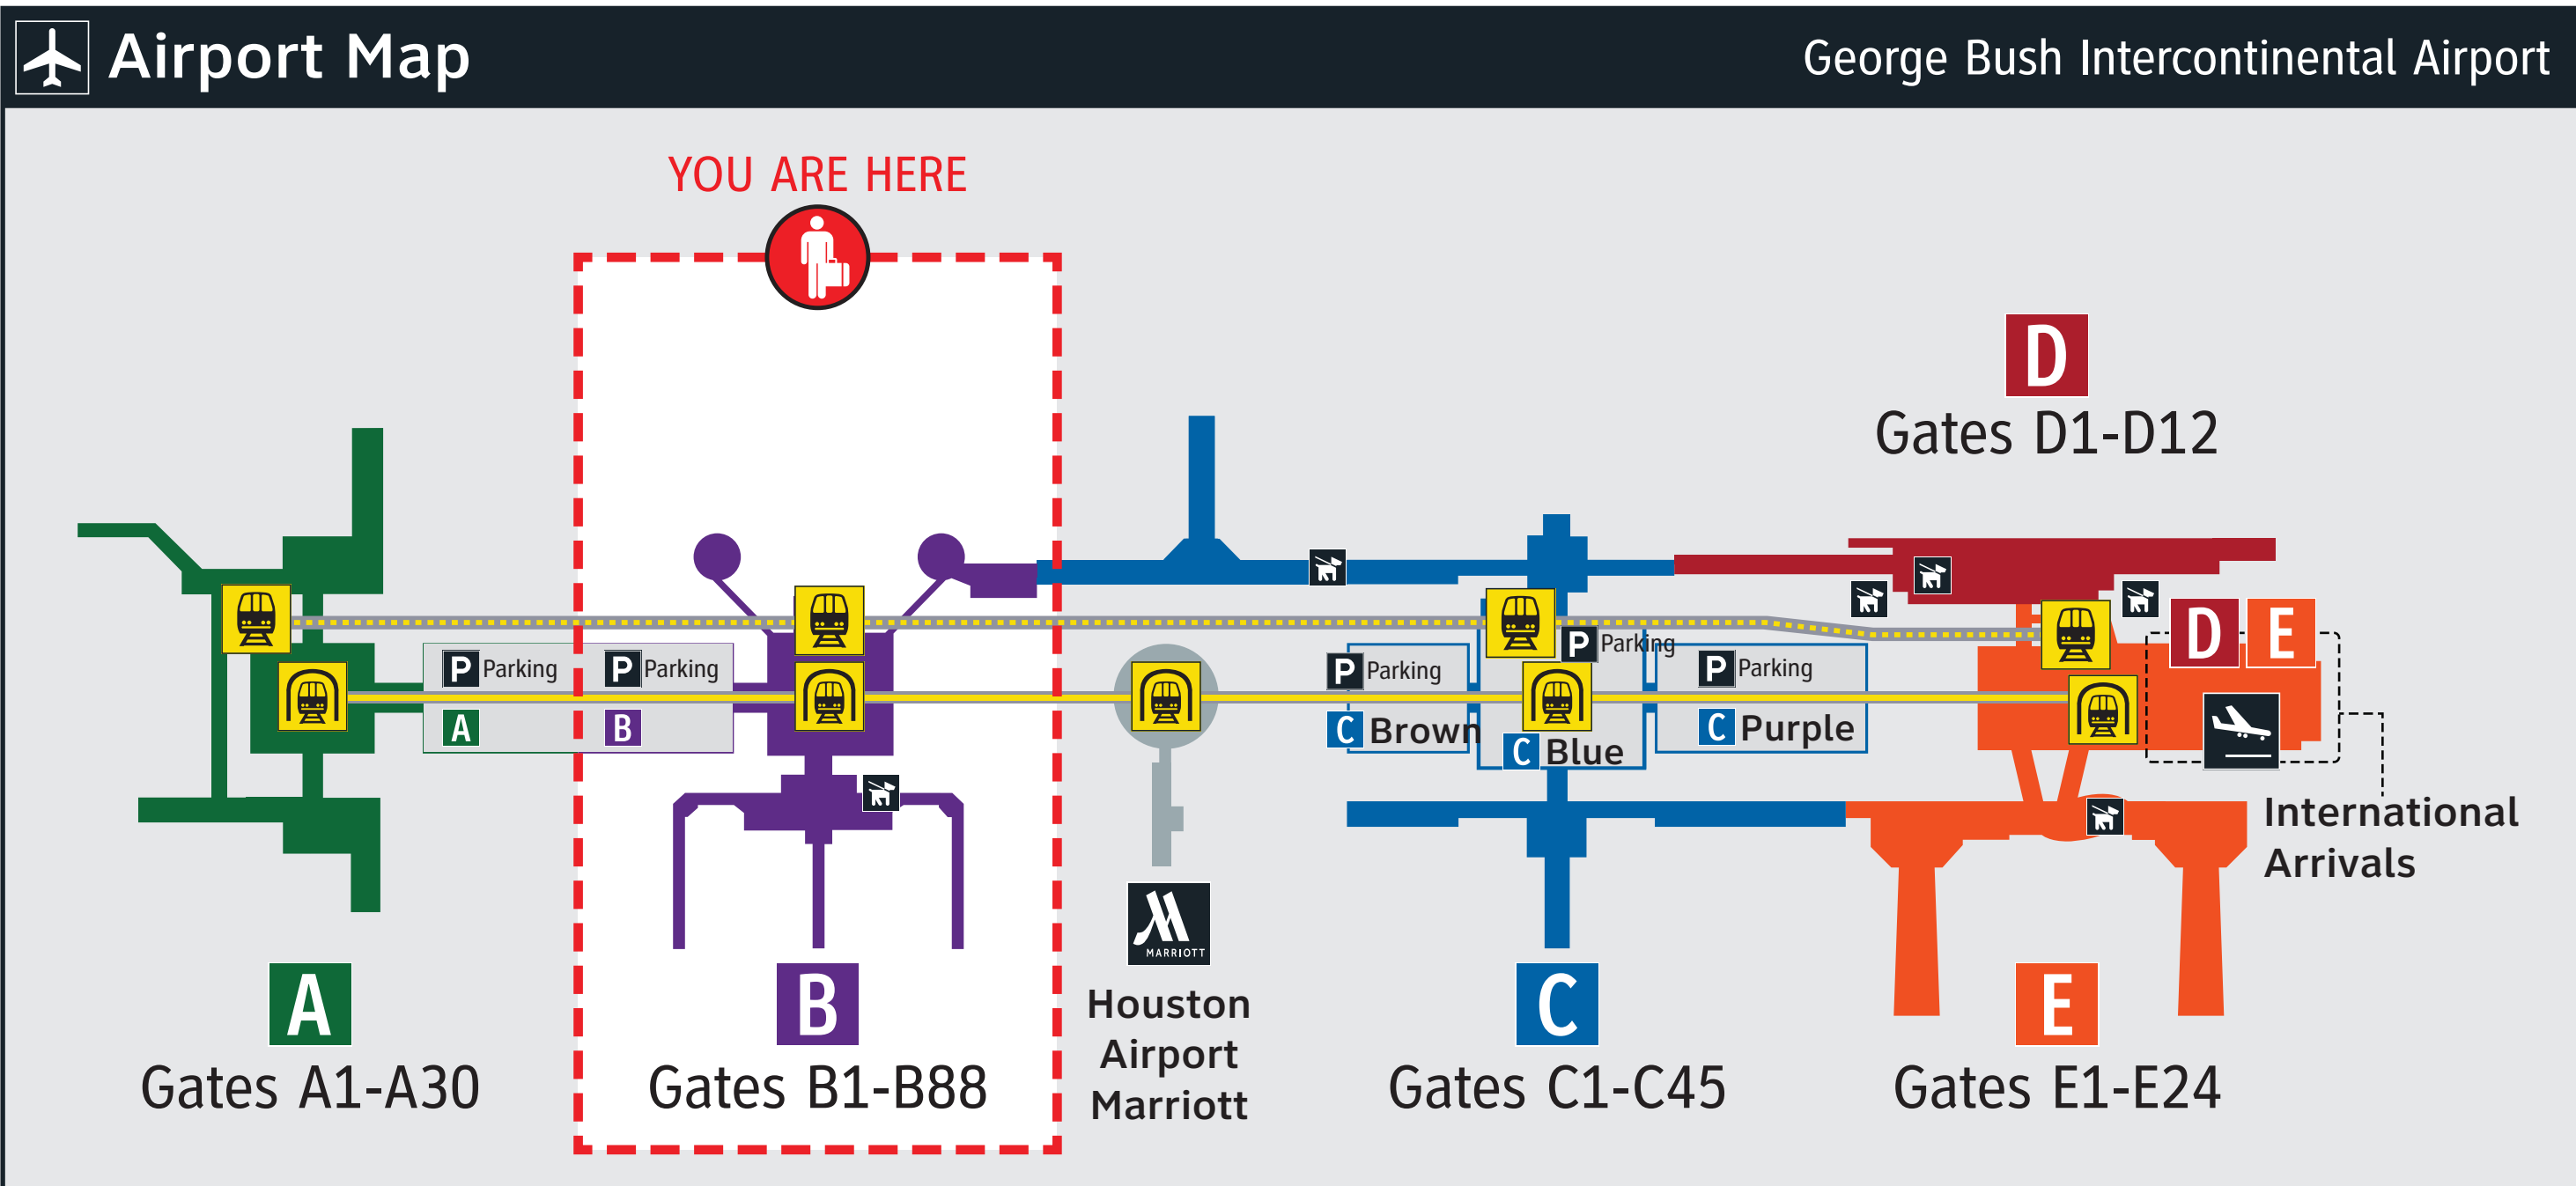 Airport Map
George Bush Intercontinental Airport
YOU ARE HERE
D
Gates D1-D12
D E
P Parking
P Parking
A
B
P Parking
P Parking
P Parking
C Brown
C Blue
C Purple
International
Arrivals
MARRIOTT
Houston
Airport
Marriott
A
Gates A1-A30
B
Gates B1-B88
C
Gates C1-C45
E
Gates E1-E24